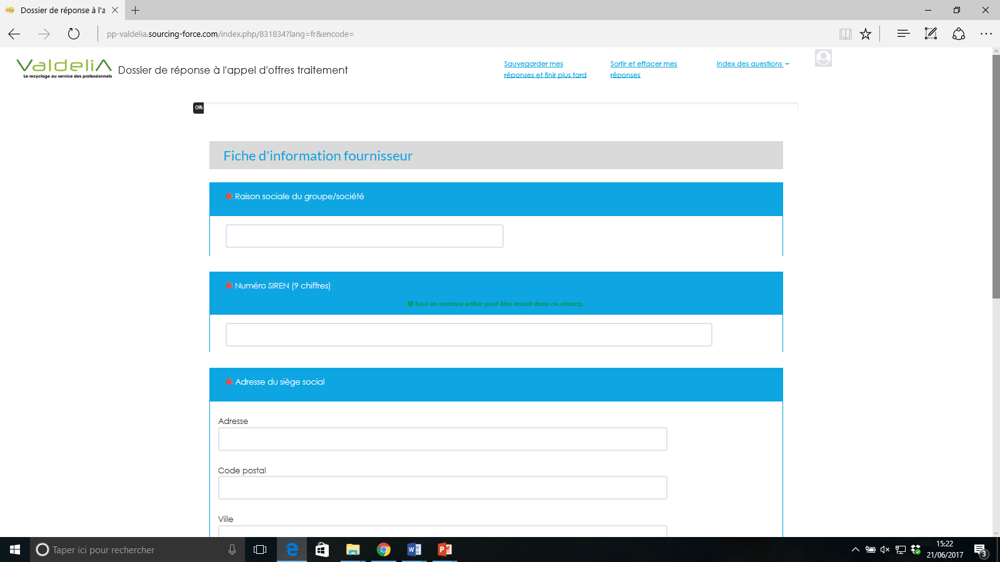 Dossier de réponse à l'a
pp-valdelia.sourcing-force.com/index.php/831834?lang=fr&encode=
ValdeliA
Le recyclage au service des professionnels
Dossier de réponse à l'appel d'offres traitement
Sauvegarder mes
réponses et finir plus tard
Sortir et effacer mes
réponses
Index des questions
0%
Fiche d'information fournisseur
✱ Raison sociale du groupe/société
✱ Numéro SIREN (9 chiffres)
Seul un nombre entier peut être inscrit dans ce champ.
✱ Adresse du siège social
Adresse
Code postal
Ville
Taper ici pour rechercher
15:22
21/06/2017
3